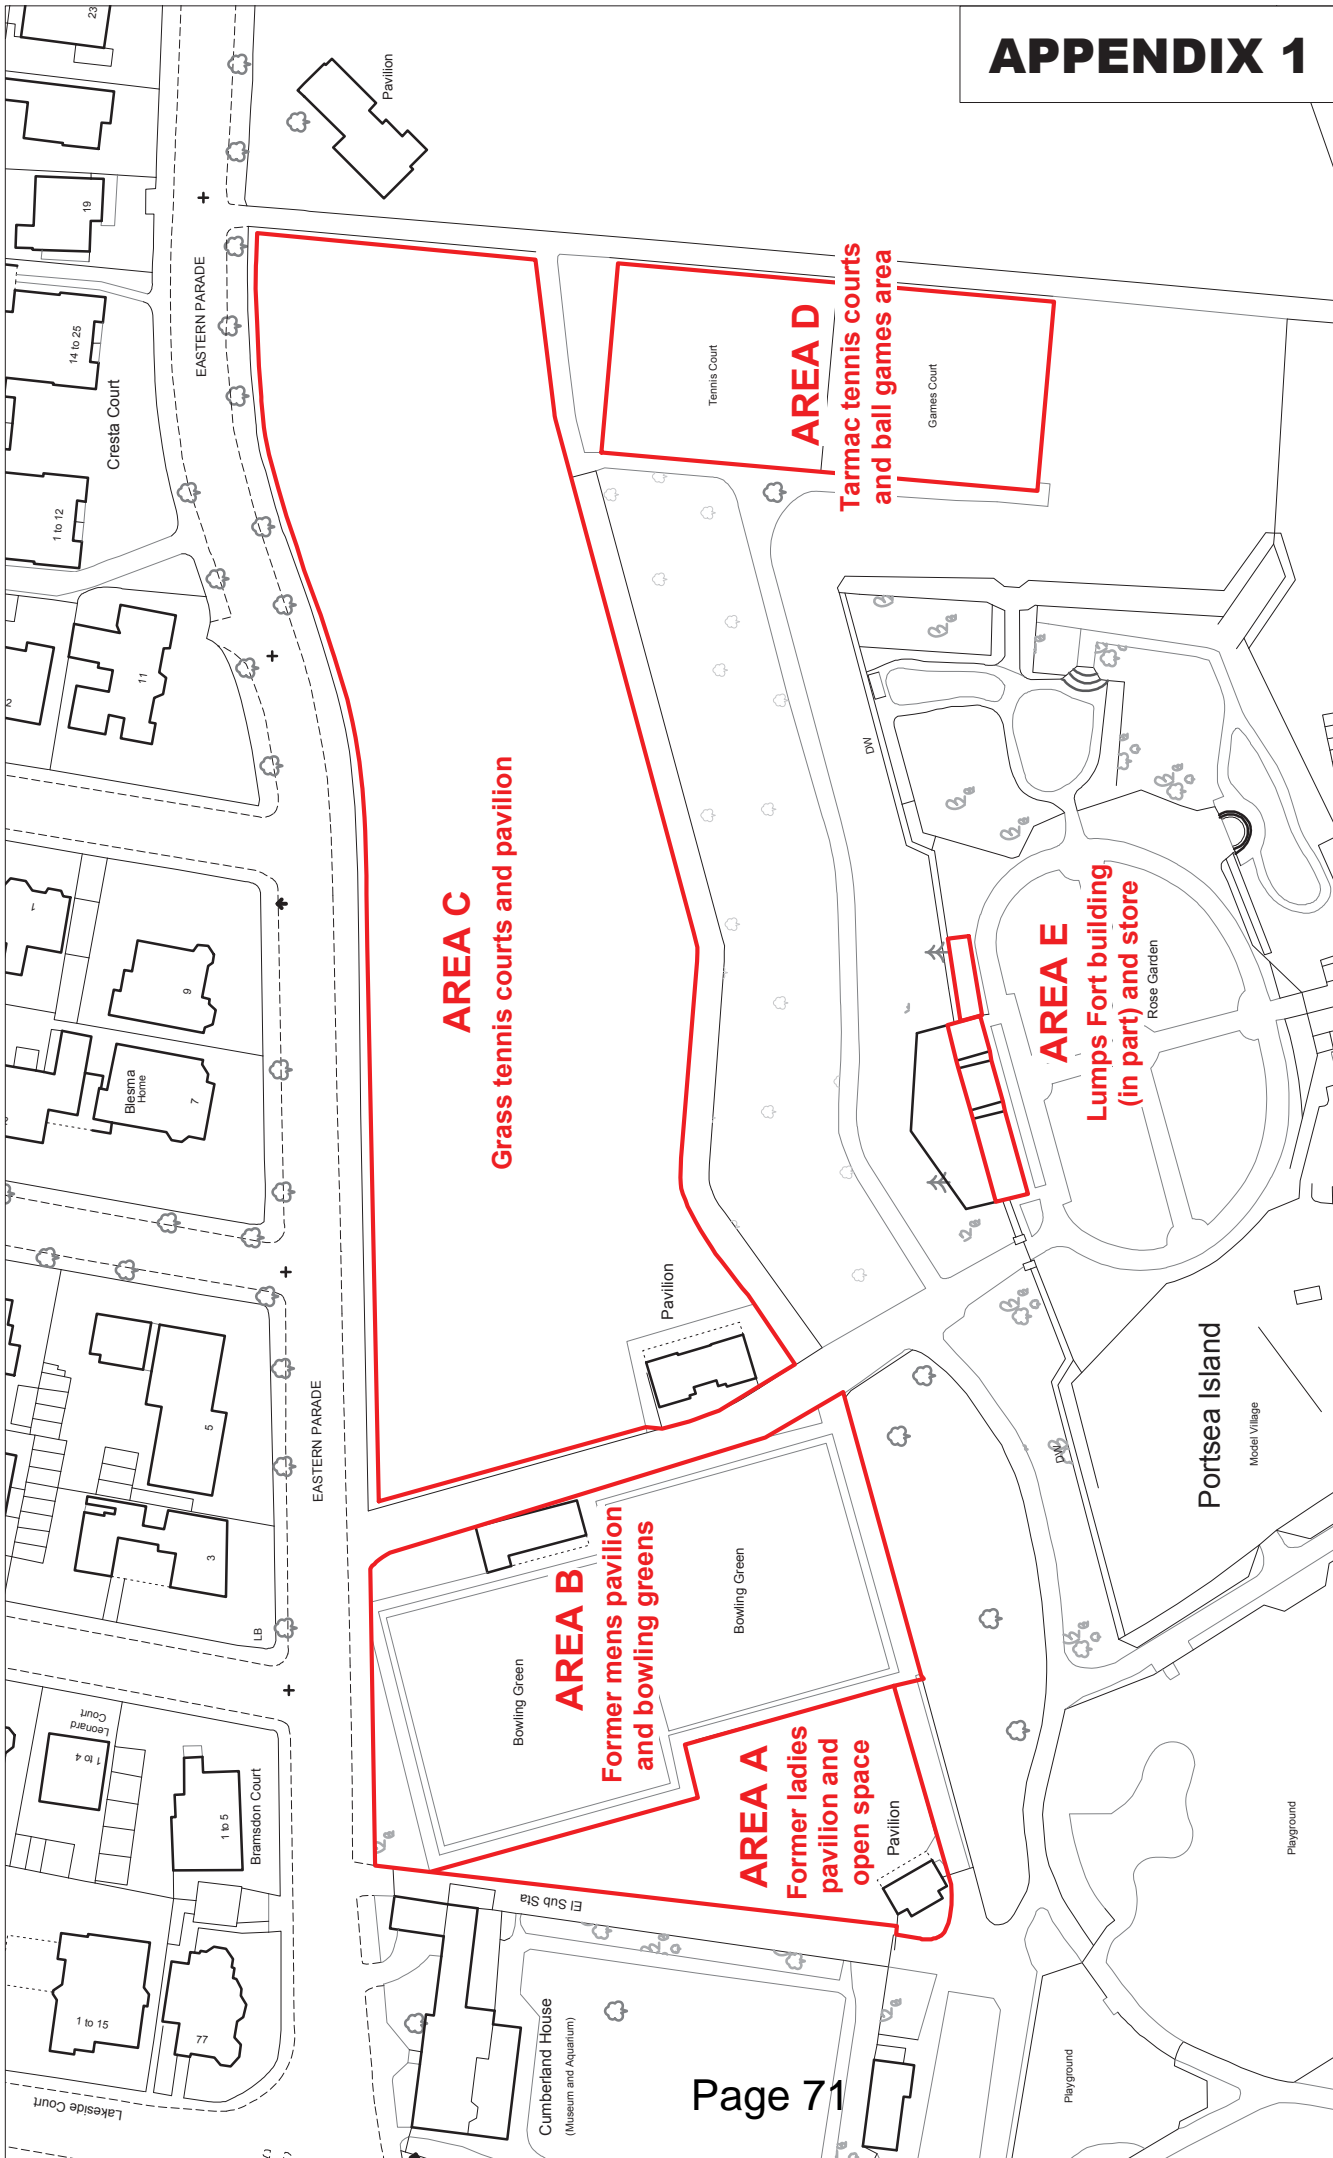 APPENDIX 1
23
Pavilion
19
EASTERN PARADE
14 to 25
Cresta Court
1 to 12
2
11
Tennis Court
AREA D
Tarmac tennis courts
and ball games area
Games Court
DW
AREA C
Grass tennis courts and pavilion
1
9
Blesma
Home
7
2
AREA E
Lumps Fort building
(in part) and store
Rose Garden
Pavilion
EASTERN PARADE
5
3
LB
Portsea Island
Model Village
DW
AREA B
Former mens pavilion
and bowling greens
Bowling Green
Bowling Green
AREA A
Former ladies
pavilion and
open space
Pavilion
Leonard
Court
1 to 4
1 to 5
Bramsdon Court
El Sub Sta
1 to 15
77
Lakeside Court
Cumberland House
(Museum and Aquarium)
Playground
Playground
Page 71